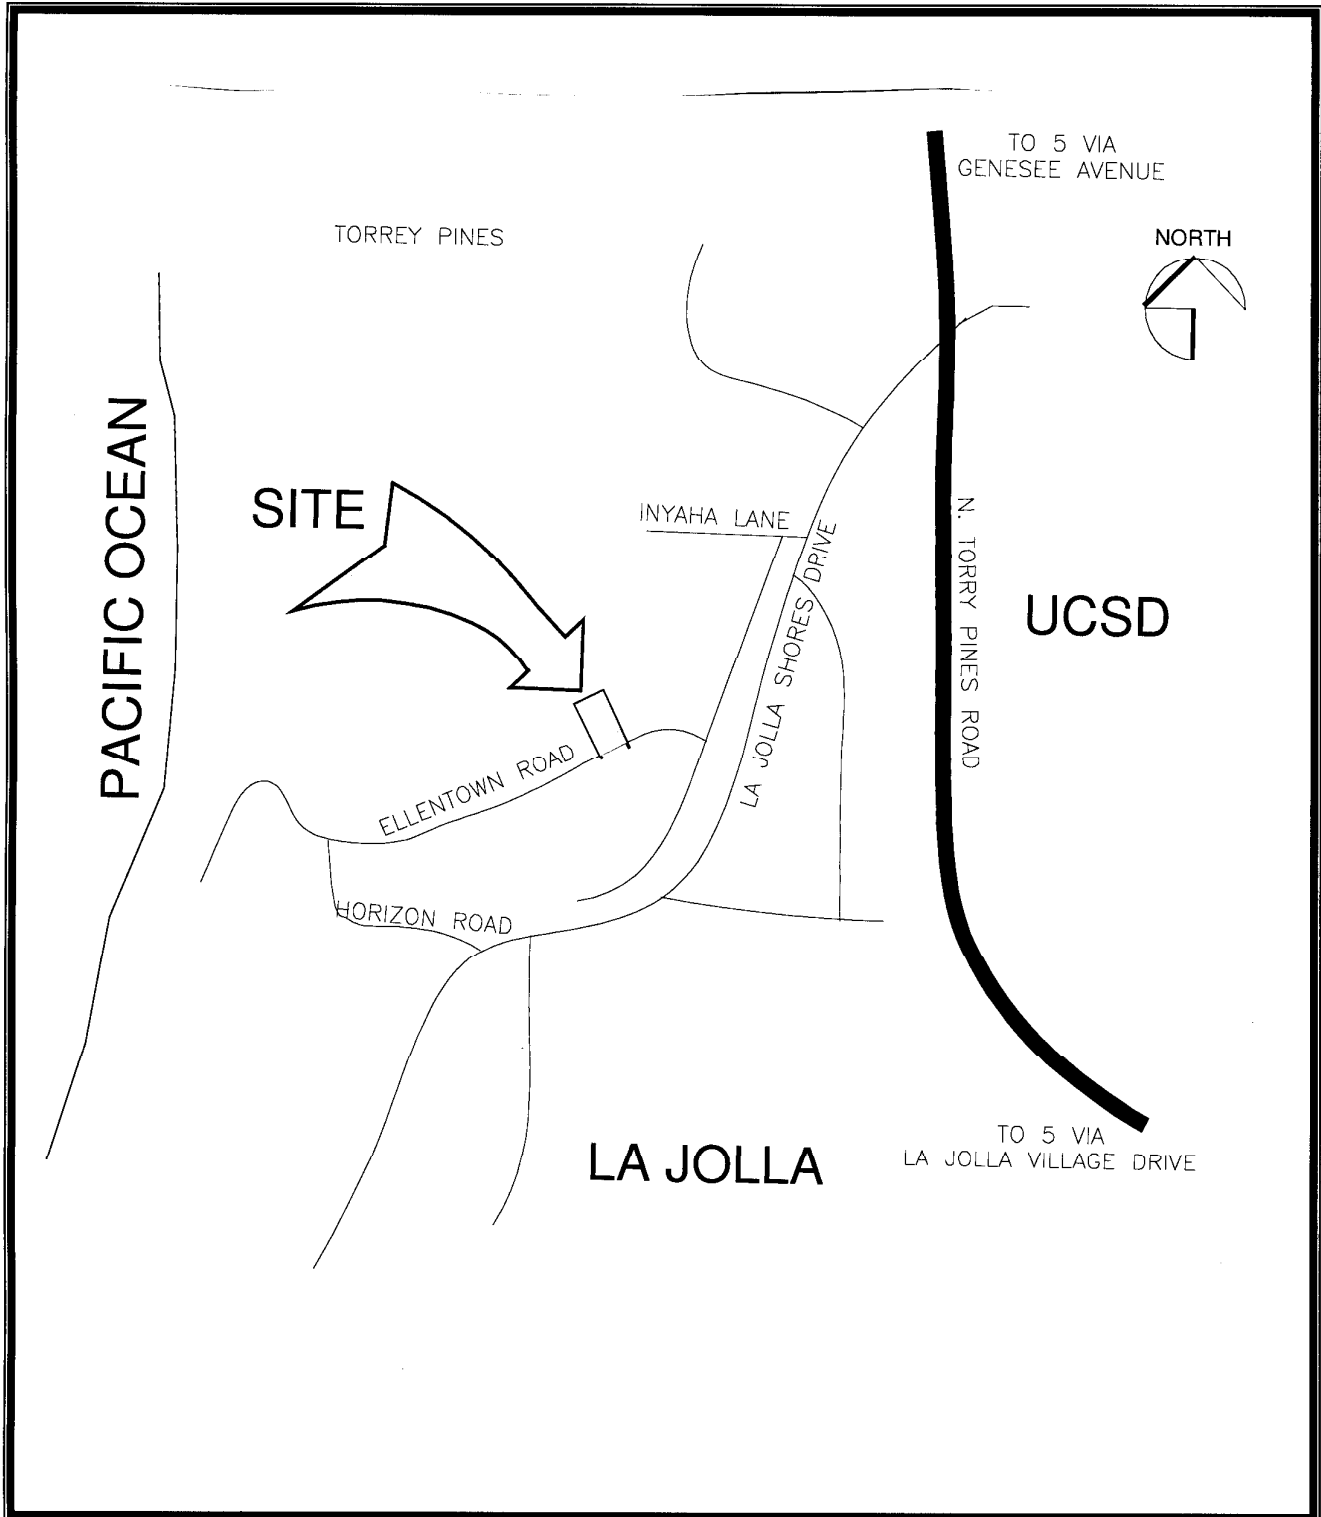 TO 5 VIA
GENESEE AVENUE
TORREY PINES
NORTH
PACIFIC OCEAN
SITE
INYAHA LANE
LA JOLLA SHORES DRIVE
N. TORRY PINES ROAD
UCSD
ELLENTOWN ROAD
HORIZON ROAD
LA JOLLA
TO 5 VIA
LA JOLLA VILLAGE DRIVE